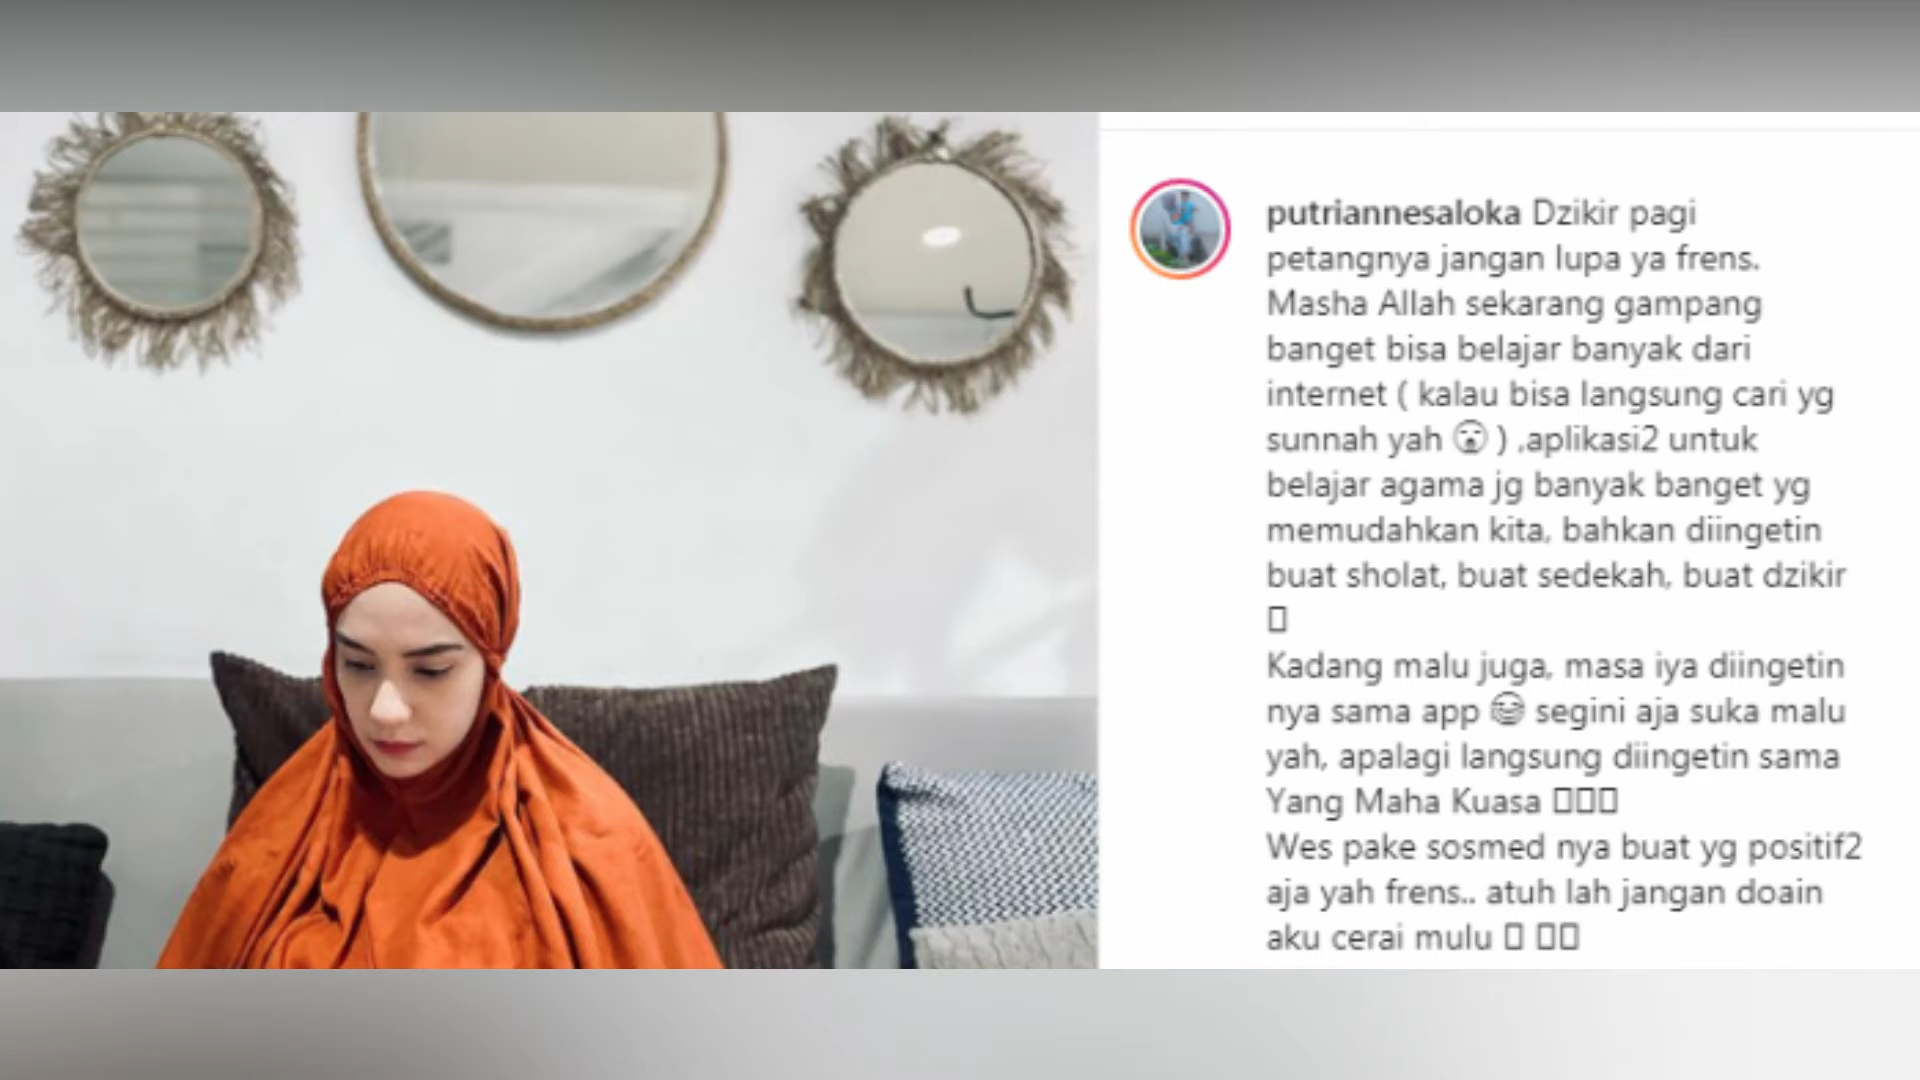 putriannesaloka Dzikir pagi
petangnya jangan lupa ya frens.
Masha Allah sekarang gampang
banget bisa belajar banyak dari
internet ( kalau bisa langsung cari yg
sunnah yah 😮 ) ,aplikasi2 untuk
belajar agama jg banyak banget yg
memudahkan kita, bahkan diingetin
buat sholat, buat sedekah, buat dzikir
▯
Kadang malu juga, masa iya diingetin
nya sama app 😂 segini aja suka malu
yah, apalagi langsung diingetin sama
Yang Maha Kuasa ▯▯▯
Wes pake sosmed nya buat yg positif2
aja yah frens.. atuh lah jangan doain
aku cerai mulu ▯ ▯▯